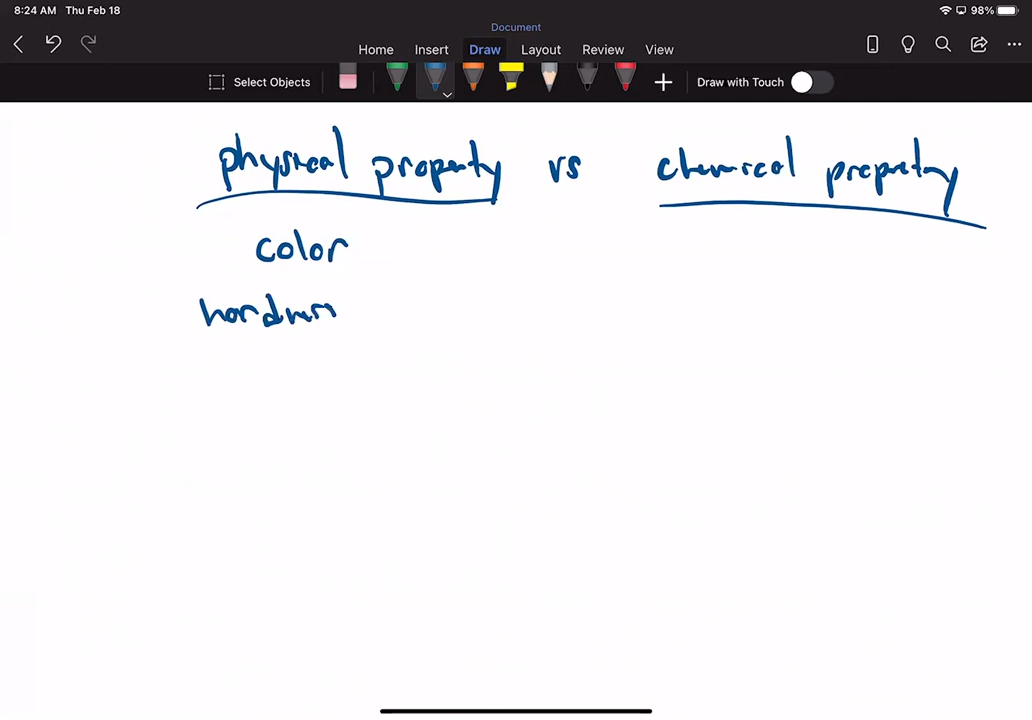 8:24 AM Thu Feb 18 98%
Document
Home Insert Draw Layout Review View
Select Objects Draw with Touch
physical property vs chemical property
color
hardness